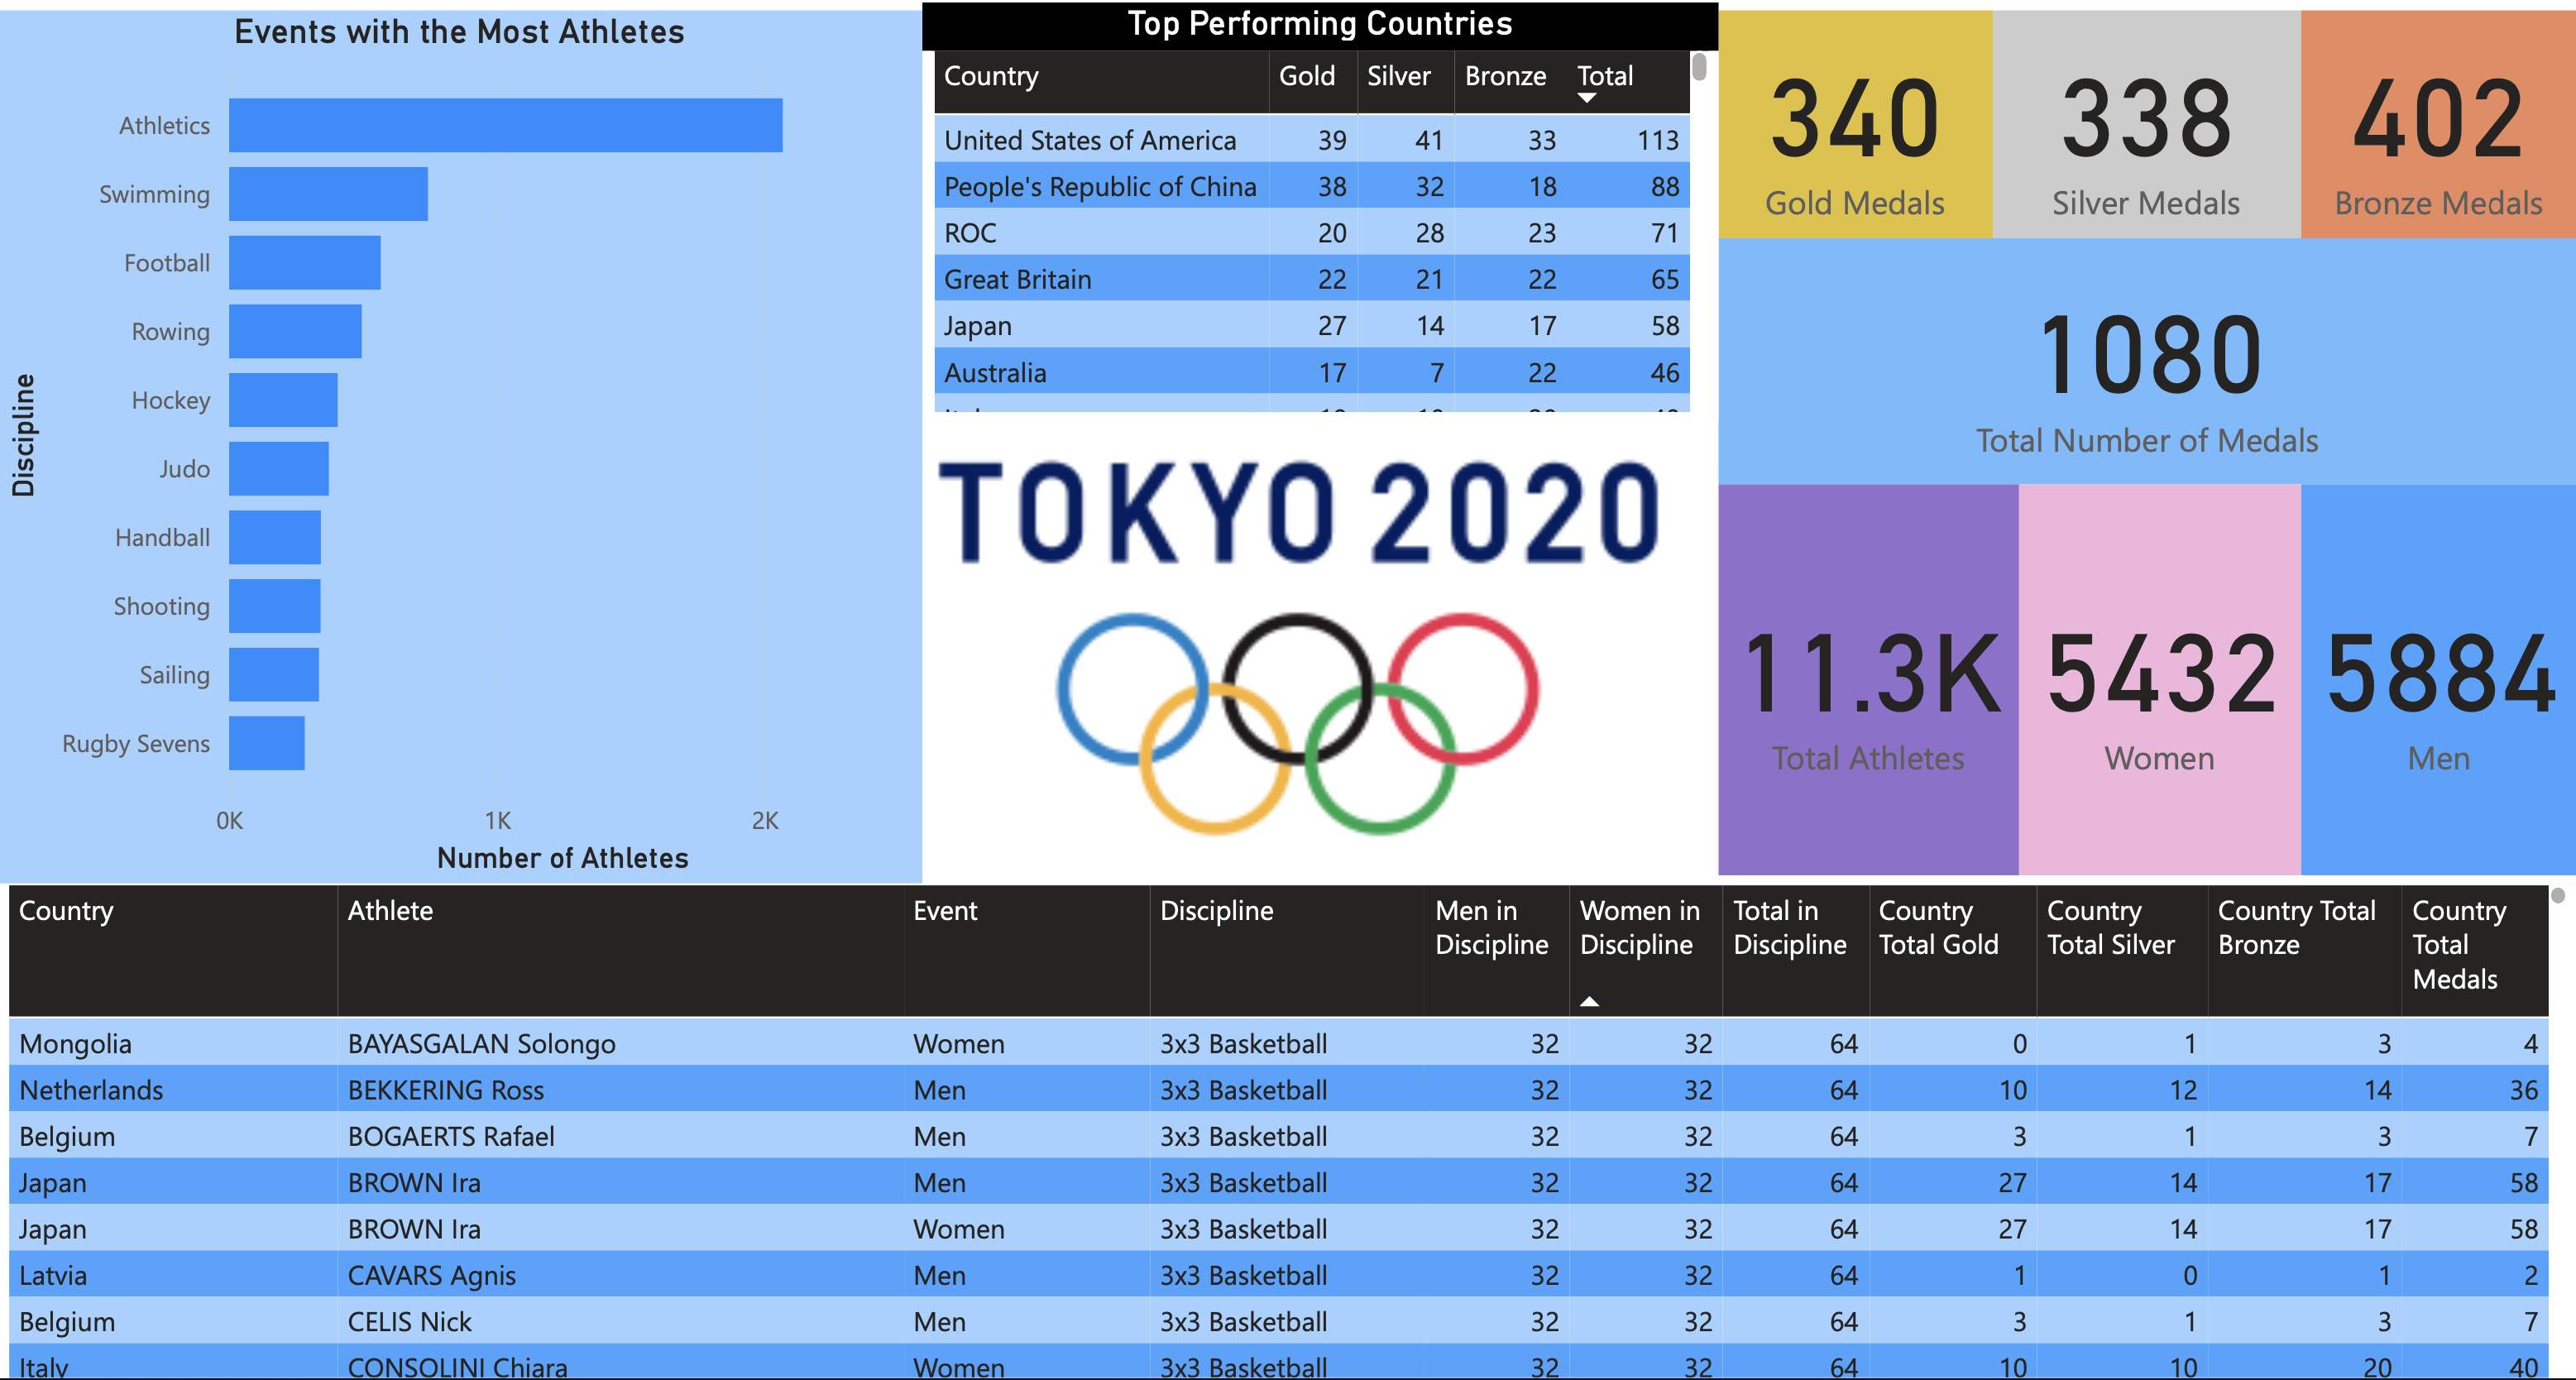 Events with the Most Athletes
Discipline
Athletics
Swimming
Football
Rowing
Hockey
Judo
Handball
Shooting
Sailing
Rugby Sevens
0K 1K 2K
Number of Athletes
Top Performing Countries
Country Gold Silver Bronze Total
United States of America 39 41 33 113
People's Republic of China 38 32 18 88
ROC 20 28 23 71
Great Britain 22 21 22 65
Japan 27 14 17 58
Australia 17 7 22 46
TOKYO 2020
340
Gold Medals
338
Silver Medals
402
Bronze Medals
1080
Total Number of Medals
11.3K
Total Athletes
5432
Women
5884
Men
Country Athlete Event Discipline Men in Discipline Women in Discipline Total in Discipline Country Total Gold Country Total Silver Country Total Bronze Country Total Medals
Mongolia BAYASGALAN Solongo Women 3x3 Basketball 32 32 64 0 1 3 4
Netherlands BEKKERING Ross Men 3x3 Basketball 32 32 64 10 12 14 36
Belgium BOGAERTS Rafael Men 3x3 Basketball 32 32 64 3 1 3 7
Japan BROWN Ira Men 3x3 Basketball 32 32 64 27 14 17 58
Japan BROWN Ira Women 3x3 Basketball 32 32 64 27 14 17 58
Latvia CAVARS Agnis Men 3x3 Basketball 32 32 64 1 0 1 2
Belgium CELIS Nick Men 3x3 Basketball 32 32 64 3 1 3 7
Italy CONSOLINI Chiara Women 3x3 Basketball 32 32 64 10 10 20 40